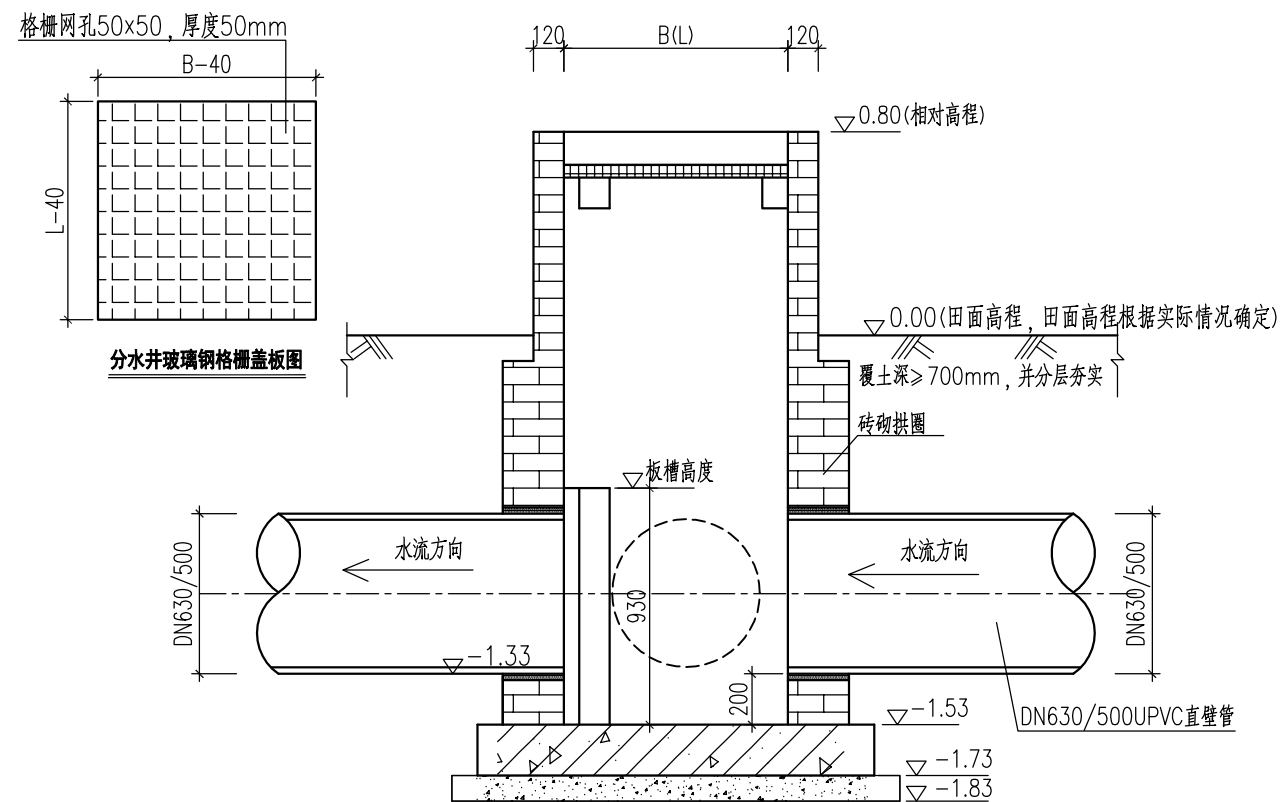 格栅网孔50x50，厚度50mm
B-40
L-40
分水井玻璃钢格栅盖板图
120
B(L)
120
0.80(相对高程)
0.00(田面高程，田面高程根据实际情况确定)
覆土深≥700mm，并分层夯实
砖砌拱圈
板槽高度
水流方向
水流方向
DN630/500
930
DN630/500
-1.33
200
-1.53
DN630/500UPVC直壁管
-1.73
-1.83